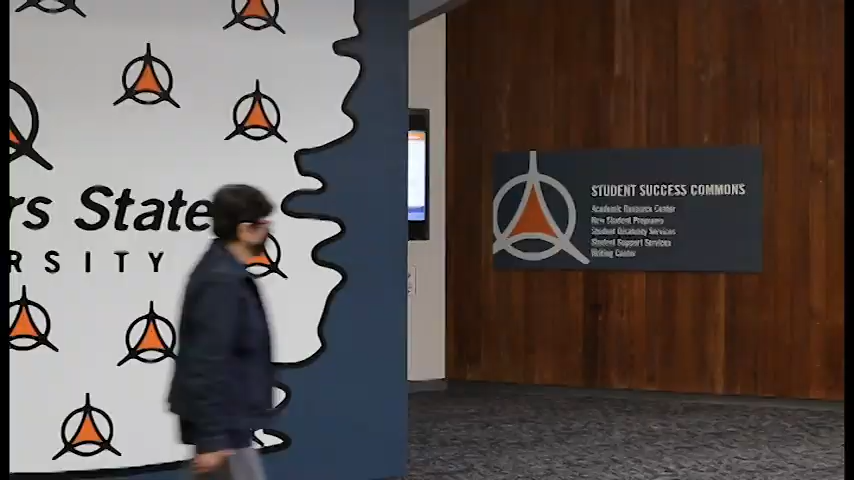 rs State
RSITY
STUDENT SUCCESS COMMONS
Academic Resource Center
New Student Programs
Student Disability Services
Student Support Services
Writing Center